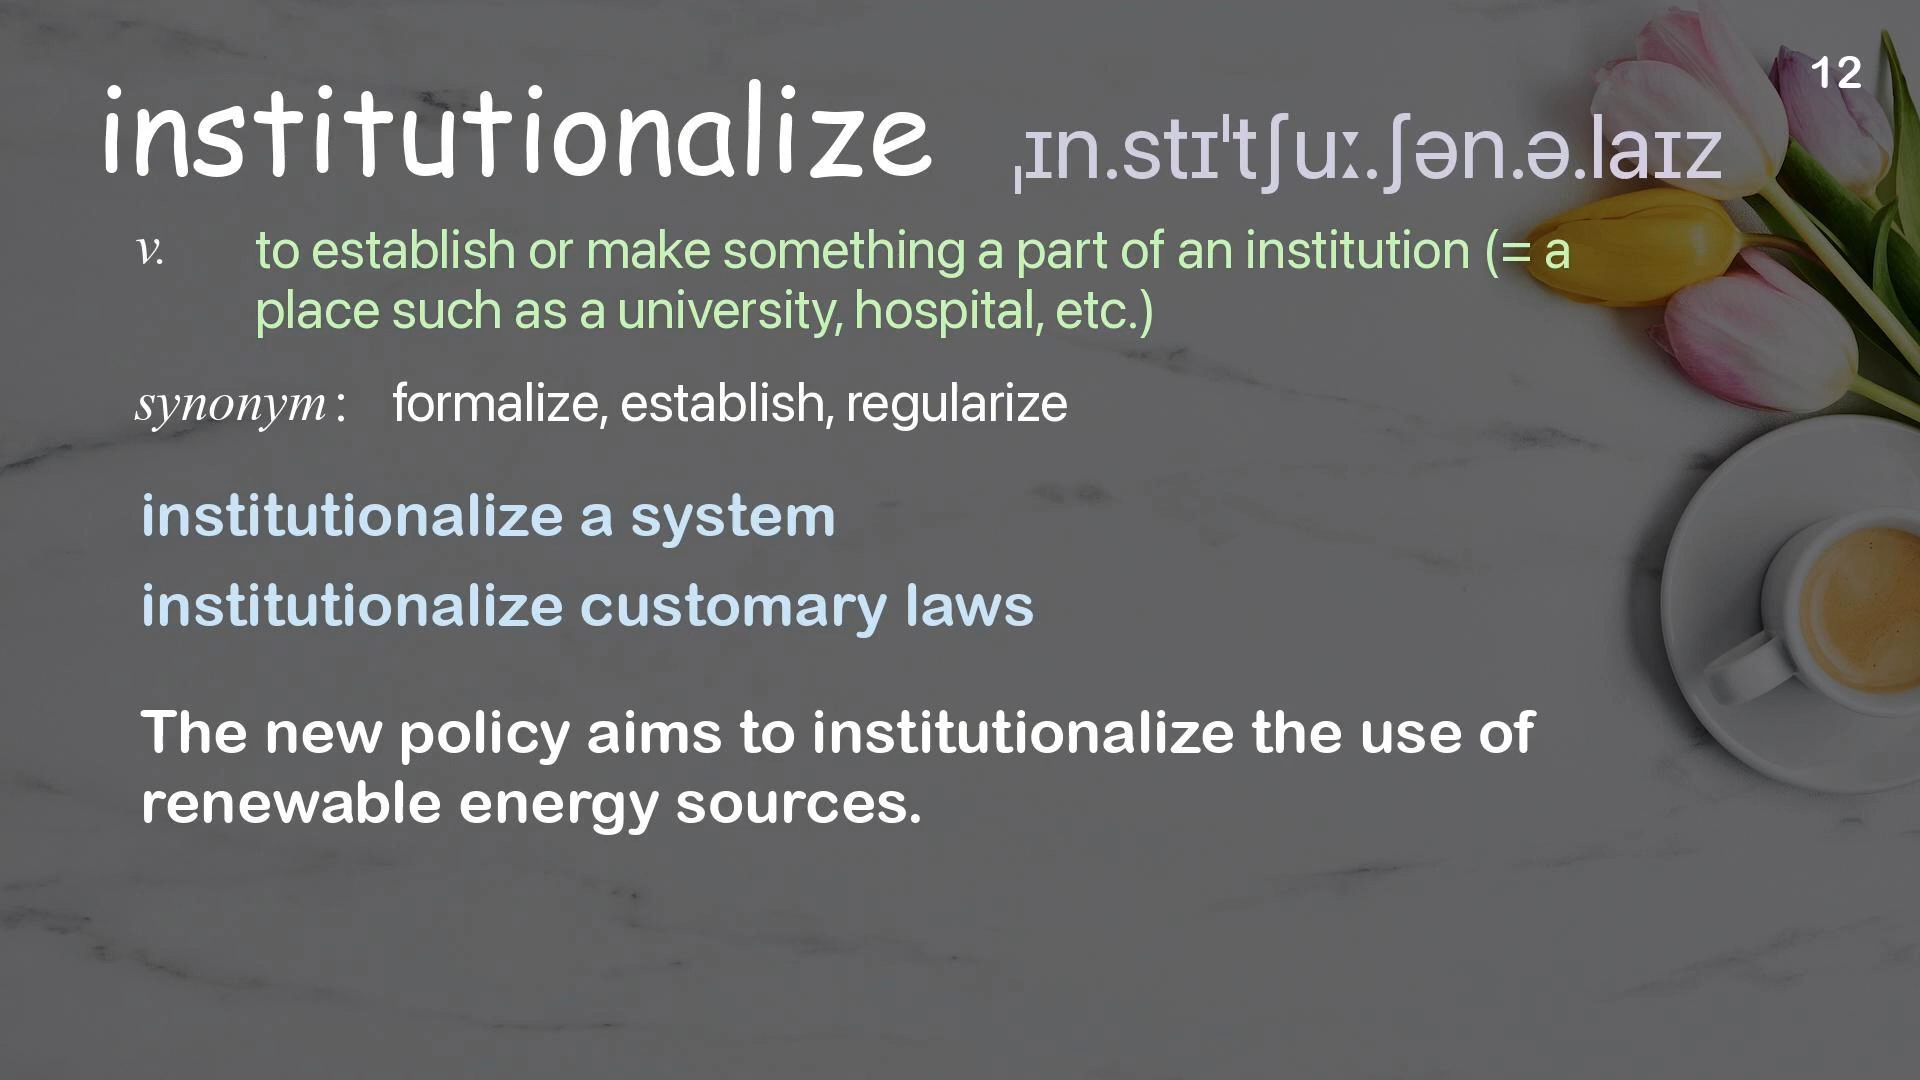 12
institutionalize ˌɪn.stɪˈtʃuː.ʃən.ə.laɪz
v. to establish or make something a part of an institution (= a
place such as a university, hospital, etc.)
synonym: formalize, establish, regularize
institutionalize a system
institutionalize customary laws
The new policy aims to institutionalize the use of
renewable energy sources.